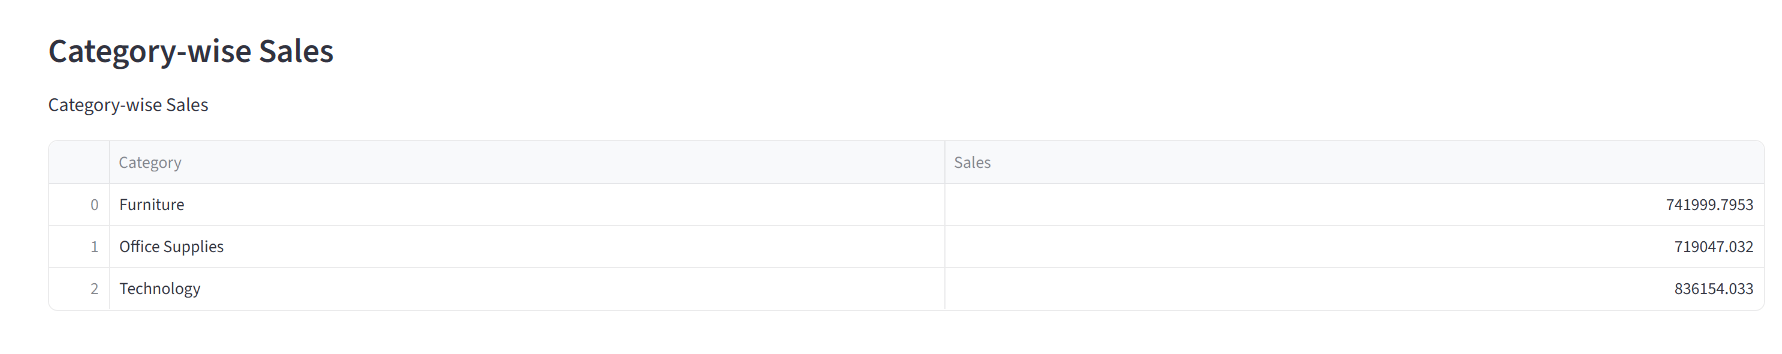 Category-wise Sales
Category-wise Sales
Category Sales
0 Furniture 741999.7953
1 Office Supplies 719047.032
2 Technology 836154.033